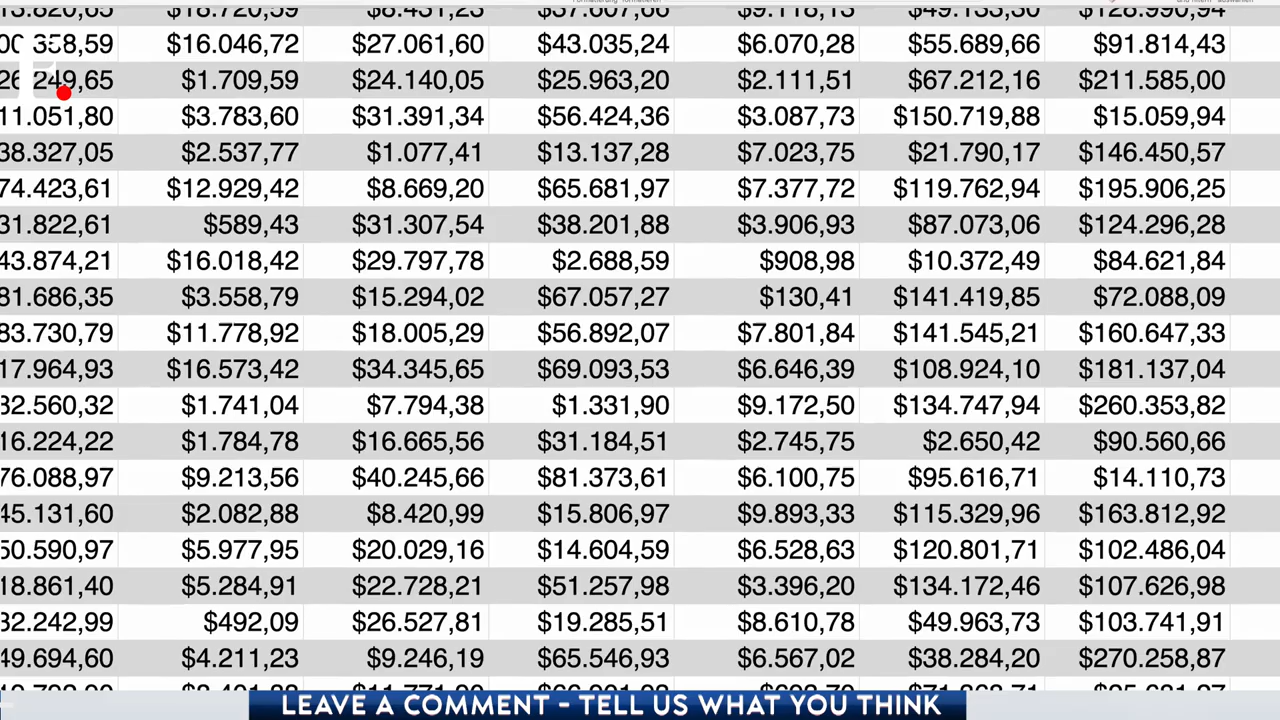 $16.046,72 $27.061,60 $43.035,24 $6.070,28 $55.689,66 $91.814,43
$1.709,59 $24.140,05 $25.963,20 $2.111,51 $67.212,16 $211.585,00
11.051,80 $3.783,60 $31.391,34 $56.424,36 $3.087,73 $150.719,88 $15.059,94
38.327,05 $2.537,77 $1.077,41 $13.137,28 $7.023,75 $21.790,17 $146.450,57
74.423,61 $12.929,42 $8.669,20 $65.681,97 $7.377,72 $119.762,94 $195.906,25
31.822,61 $589,43 $31.307,54 $38.201,88 $3.906,93 $87.073,06 $124.296,28
43.874,21 $16.018,42 $29.797,78 $2.688,59 $908,98 $10.372,49 $84.621,84
81.686,35 $3.558,79 $15.294,02 $67.057,27 $130,41 $141.419,85 $72.088,09
83.730,79 $11.778,92 $18.005,29 $56.892,07 $7.801,84 $141.545,21 $160.647,33
17.964,93 $16.573,42 $34.345,65 $69.093,53 $6.646,39 $108.924,10 $181.137,04
32.560,32 $1.741,04 $7.794,38 $1.331,90 $9.172,50 $134.747,94 $260.353,82
16.224,22 $1.784,78 $16.665,56 $31.184,51 $2.745,75 $2.650,42 $90.560,66
76.088,97 $9.213,56 $40.245,66 $81.373,61 $6.100,75 $95.616,71 $14.110,73
45.131,60 $2.082,88 $8.420,99 $15.806,97 $9.893,33 $115.329,96 $163.812,92
50.590,97 $5.977,95 $20.029,16 $14.604,59 $6.528,63 $120.801,71 $102.486,04
18.861,40 $5.284,91 $22.728,21 $51.257,98 $3.396,20 $134.172,46 $107.626,98
32.242,99 $492,09 $26.527,81 $19.285,51 $8.610,78 $49.963,73 $103.741,91
49.694,60 $4.211,23 $9.246,19 $65.546,93 $6.567,02 $38.284,20 $270.258,87
LEAVE A COMMENT - TELL US WHAT YOU THINK